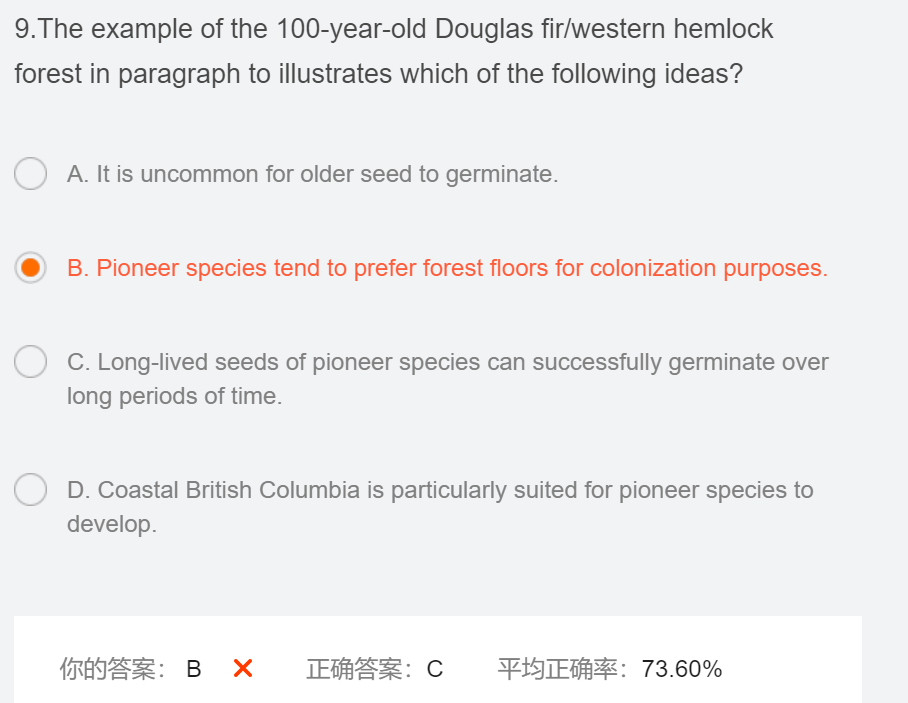 9.The example of the 100-year-old Douglas fir/western hemlock
forest in paragraph to illustrates which of the following ideas?
A. It is uncommon for older seed to germinate.
B. Pioneer species tend to prefer forest floors for colonization purposes.
C. Long-lived seeds of pioneer species can successfully germinate over
long periods of time.
D. Coastal British Columbia is particularly suited for pioneer species to
develop.
你的答案： B 正确答案： C 平均正确率： 73.60%